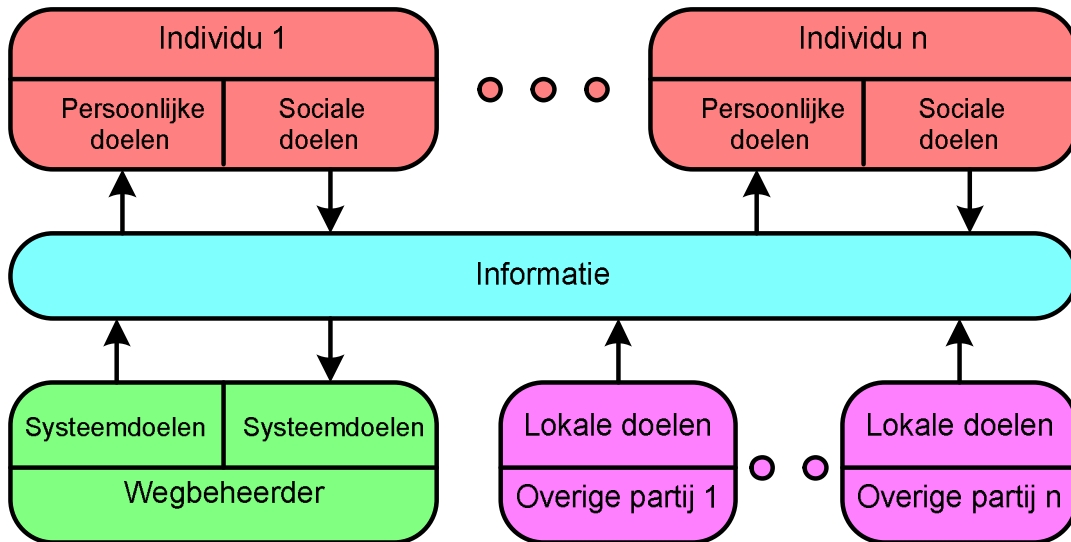 Individu 1
Persoonlijke
doelen
Sociale
doelen
Individu n
Persoonlijke
doelen
Sociale
doelen
Informatie
Systeemdoelen
Systeemdoelen
Wegbeheerder
Lokale doelen
Overige partij 1
Lokale doelen
Overige partij n